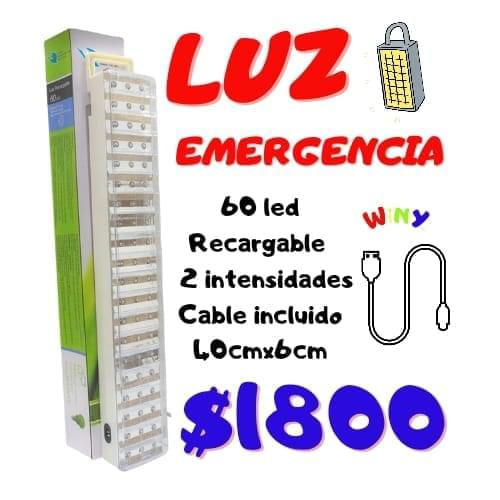 LUZ
EMERGENCIA
60 led
Recargable
2 intensidades
Cable incluido
40cmx6cm
WINY
$1800